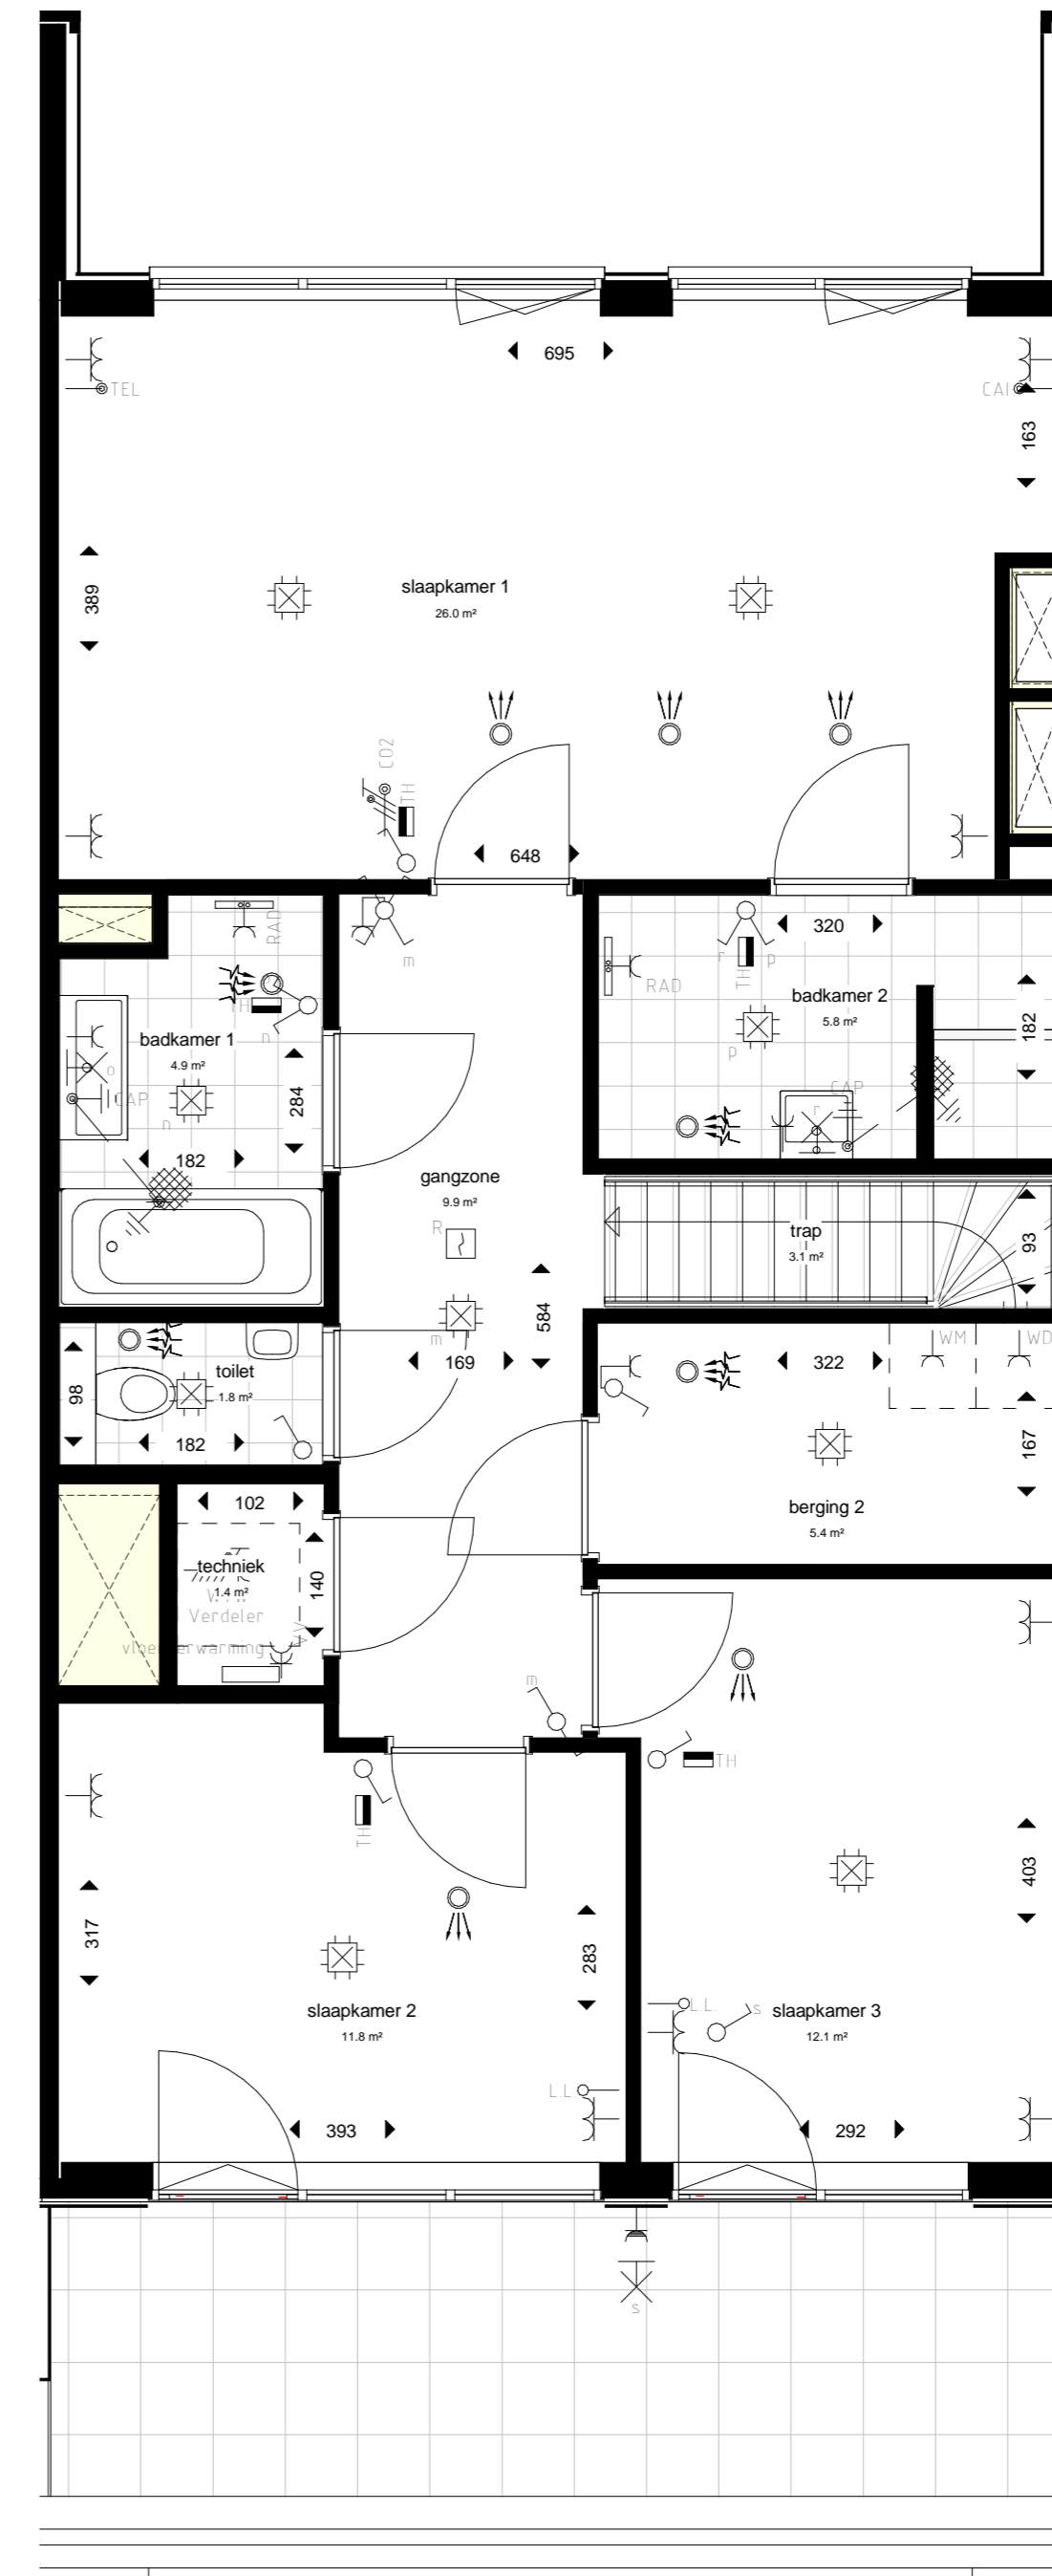 695
TEL
CAI
163
389
slaapkamer 1
26.0 m²
CO2
TH
648
RAD
m
320
r
p
TH
RAD
badkamer 2
5.8 m²
182
p
CAP
r
TH
n
badkamer 1
4.9 m²
o
CAP
284
n
182
gangzone
9.9 m²
R
trap
3.1 m²
93
584
m
169
322
WM
WD
toilet
1.8 m²
98
182
167
berging 2
5.4 m²
102
techniek
1.4 m²
140
Verdeler
vloerverwarming
m
TH
TH
403
317
283
slaapkamer 2
11.8 m²
L.L.
s
slaapkamer 3
12.1 m²
L.L
393
292
s